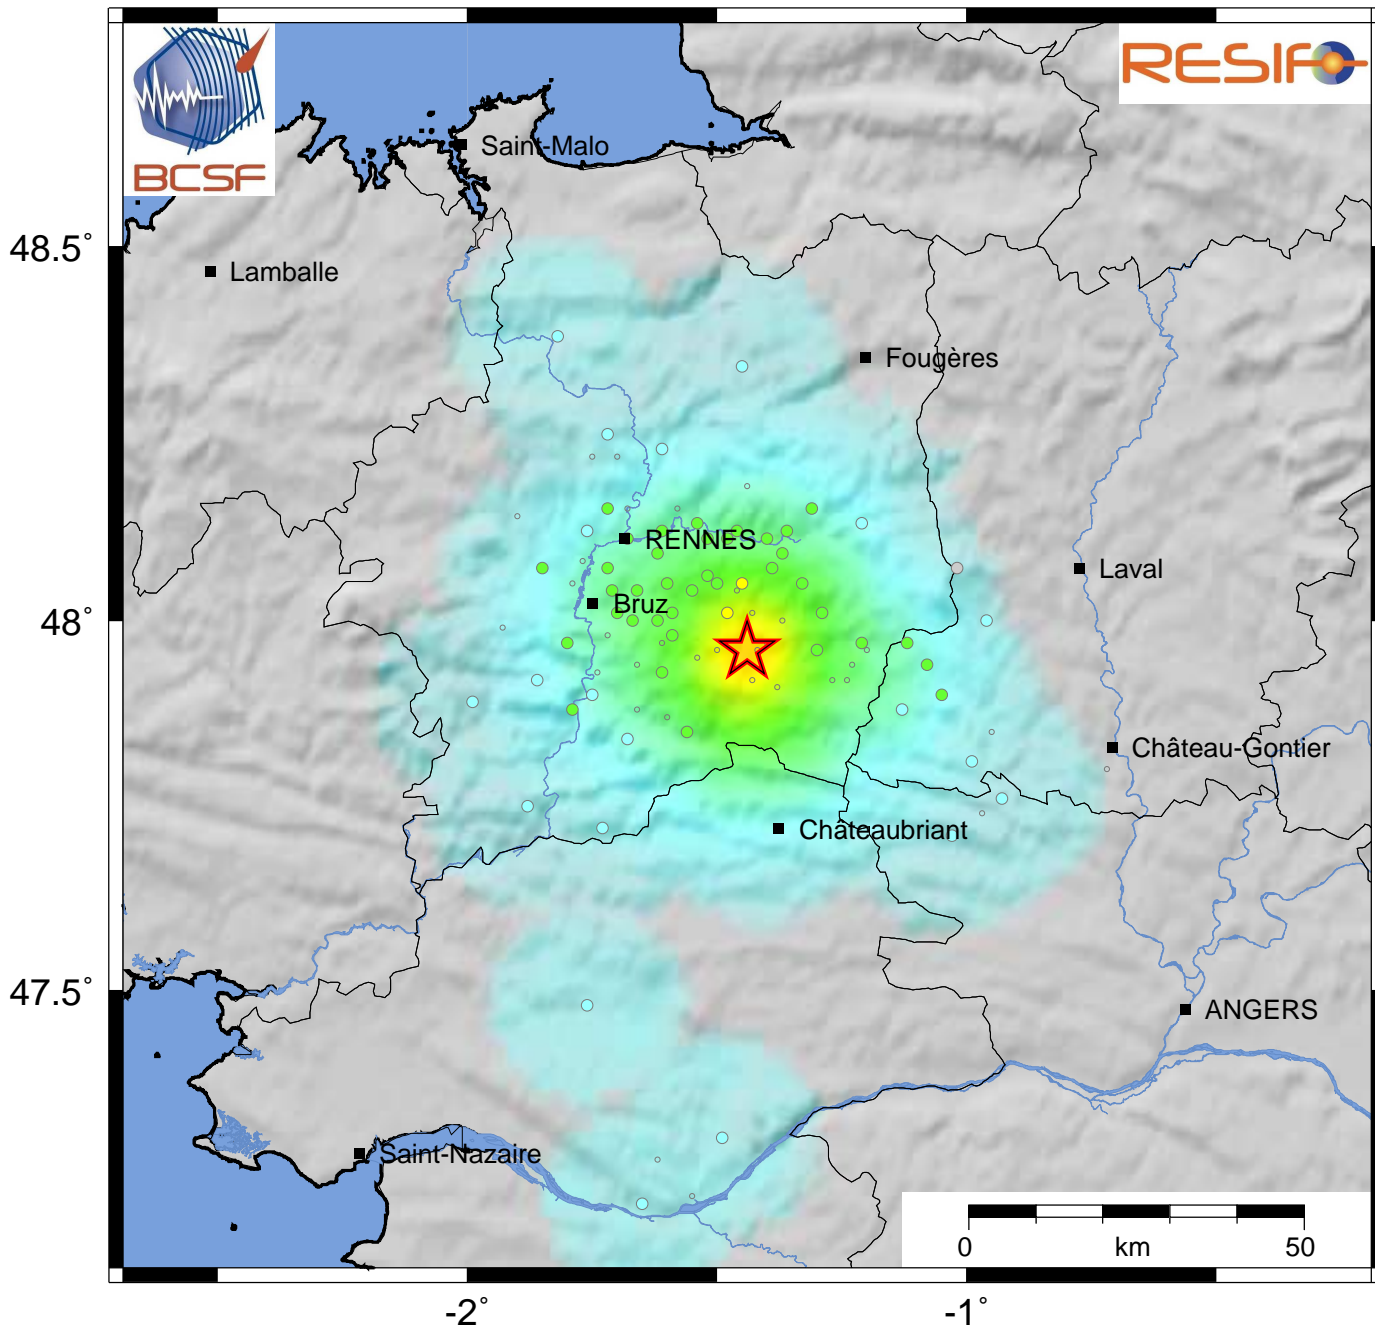 BCSF
RESIF
Saint-Malo
48.5°
Lamballe
Fougères
RENNES
Laval
48°
Bruz
Château-Gontier
Châteaubriant
47.5°
ANGERS
Saint-Nazaire
0 km 50
-2° -1°